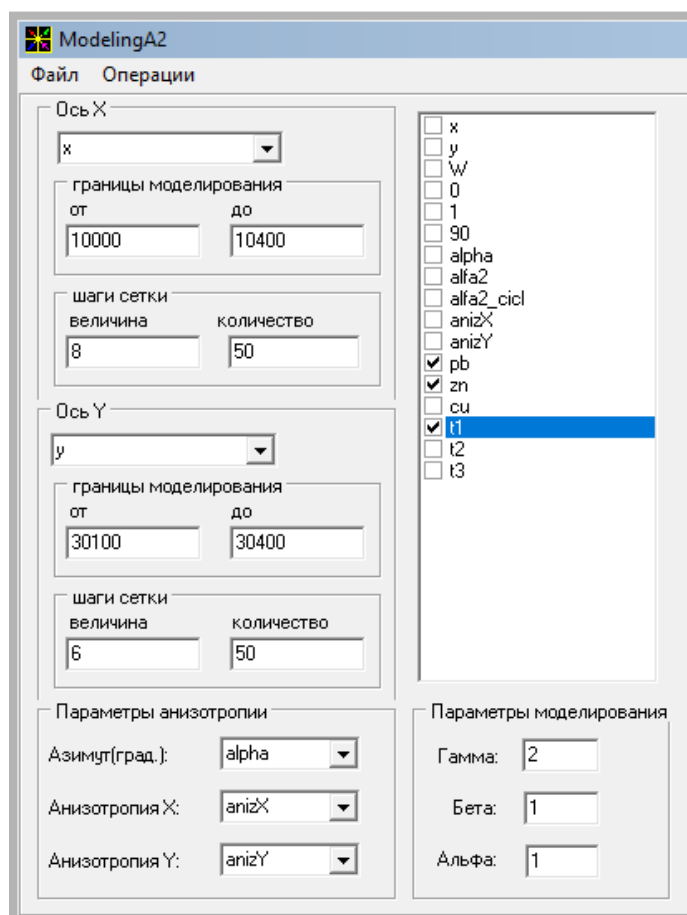 ModelingA2
Файл Операции
Ось X
x
границы моделирования
от до
10000 10400
шаги сетки
величина количество
8 50
Ось Y
y
границы моделирования
от до
30100 30400
шаги сетки
величина количество
6 50
x
y
W
0
1
90
alpha
alfa2
alfa2_cicl
anizX
anizY
pb
zn
cu
t1
t2
t3
Параметры анизотропии
Азимут(град.): alpha
Анизотропия X: anizX
Анизотропия Y: anizY
Параметры моделирования
Гамма: 2
Бета: 1
Альфа: 1